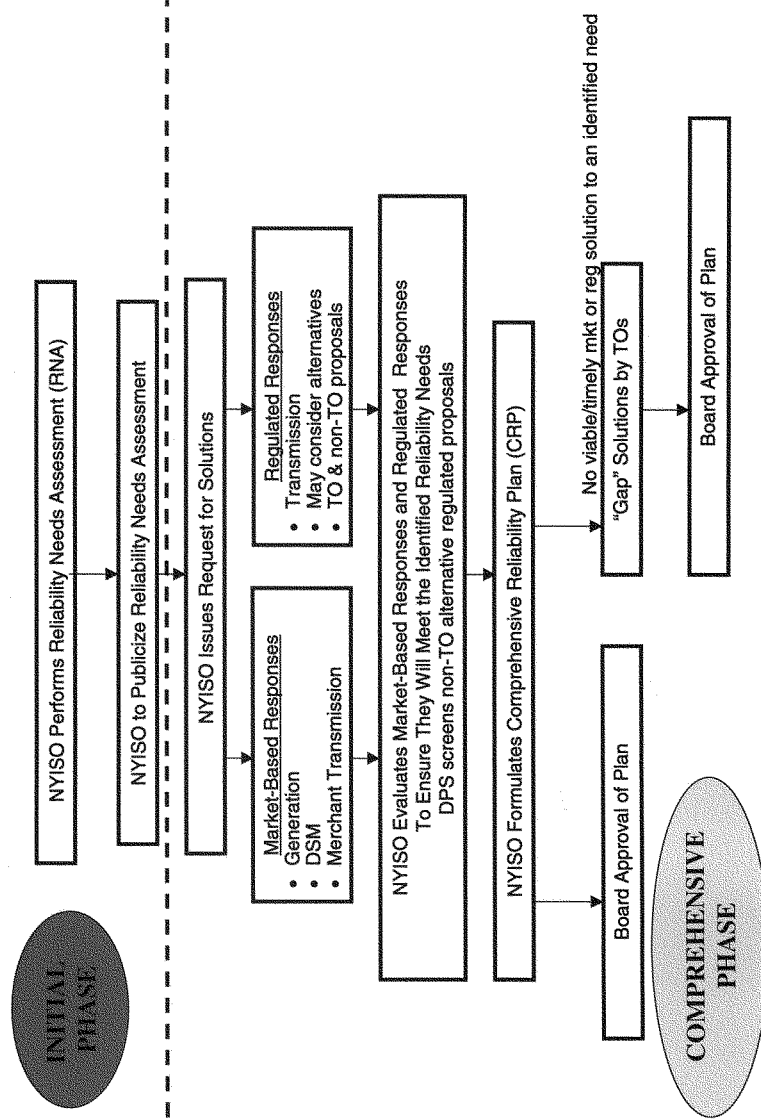 INITIAL
PHASE
NYISO Performs Reliability Needs Assessment (RNA)
NYISO to Publicize Reliability Needs Assessment
NYISO Issues Request for Solutions
Market-Based Responses
• Generation
• DSM
• Merchant Transmission
Regulated Responses
• Transmission
• May consider alternatives
• TO & non-TO proposals
NYISO Evaluates Market-Based Responses and Regulated Responses
To Ensure They Will Meet the Identified Reliability Needs
DPS screens non-TO alternative regulated proposals
NYISO Formulates Comprehensive Reliability Plan (CRP)
No viable/timely mkt or reg solution to an identified need
Board Approval of Plan
"Gap" Solutions by TOs
Board Approval of Plan
COMPREHENSIVE
PHASE